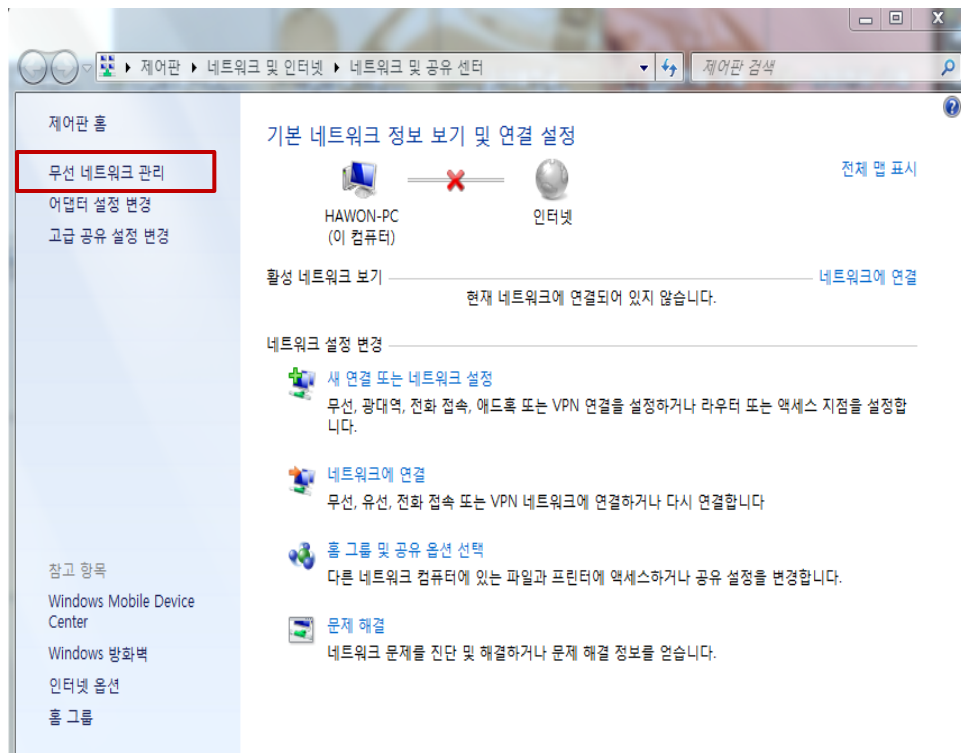 제어판 ▸ 네트워크 및 인터넷 ▸ 네트워크 및 공유 센터
제어판 검색
제어판 홈
무선 네트워크 관리
어댑터 설정 변경
고급 공유 설정 변경
기본 네트워크 정보 보기 및 연결 설정
전체 맵 표시
HAWON-PC
(이 컴퓨터)
인터넷
활성 네트워크 보기
네트워크에 연결
현재 네트워크에 연결되어 있지 않습니다.
네트워크 설정 변경
새 연결 또는 네트워크 설정
무선, 광대역, 전화 접속, 애드혹 또는 VPN 연결을 설정하거나 라우터 또는 액세스 지점을 설정합
니다.
네트워크에 연결
무선, 유선, 전화 접속 또는 VPN 네트워크에 연결하거나 다시 연결합니다
홈 그룹 및 공유 옵션 선택
다른 네트워크 컴퓨터에 있는 파일과 프린터에 액세스하거나 공유 설정을 변경합니다.
문제 해결
네트워크 문제를 진단 및 해결하거나 문제 해결 정보를 얻습니다.
참고 항목
Windows Mobile Device
Center
Windows 방화벽
인터넷 옵션
홈 그룹